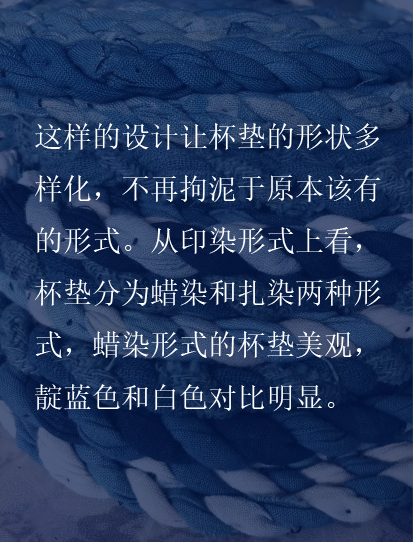 这样的设计让杯垫的形状多
样化，不再拘泥于原本该有
的形式。从印染形式上看，
杯垫分为蜡染和扎染两种形
式，蜡染形式的杯垫美观，
靛蓝色和白色对比明显。